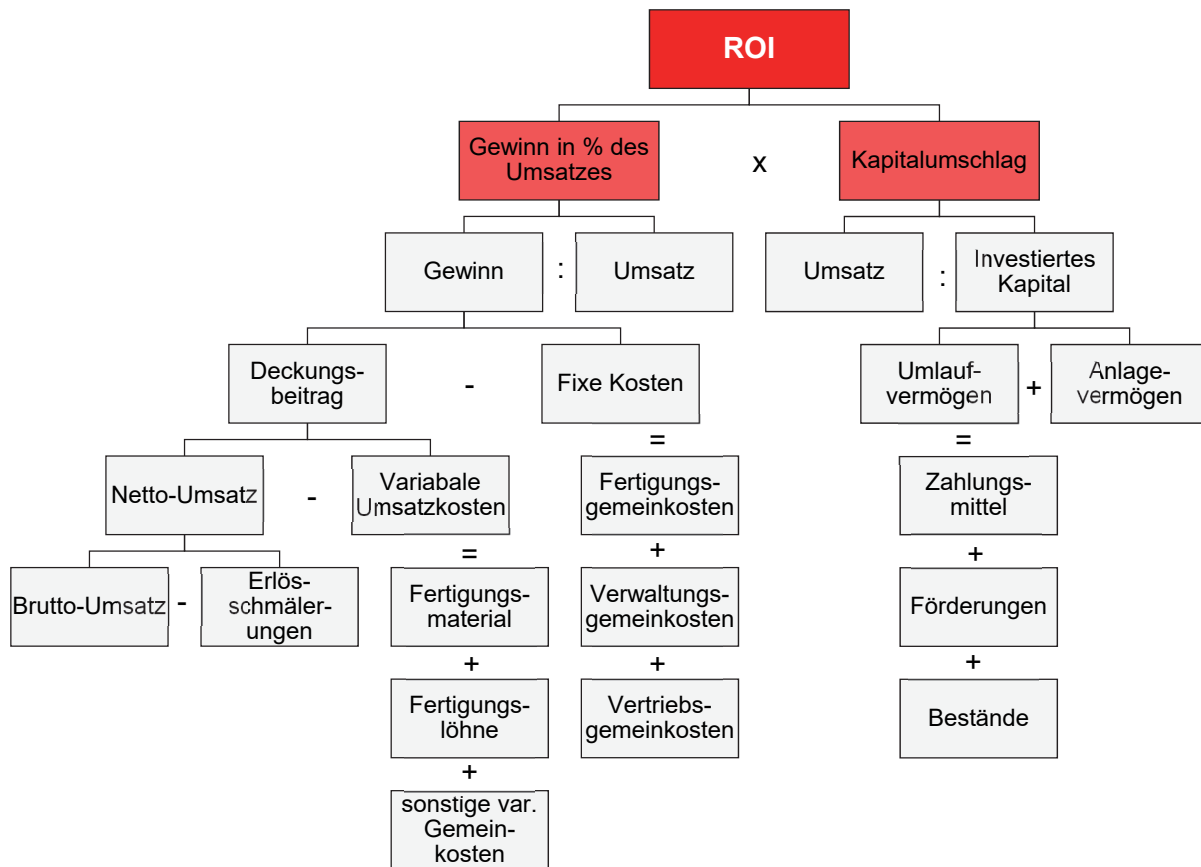 ROI
Gewinn in % des
Umsatzes
x
Kapitalumschlag
Gewinn
:
Umsatz
Umsatz
:
Investiertes
Kapital
Deckungs-
beitrag
-
Fixe Kosten
Umlauf-
vermögen
+
Anlage-
vermögen
=
=
Netto-Umsatz
-
Variabale
Umsatzkosten
Fertigungs-
gemeinkosten
Zahlungs-
mittel
=
+
+
Brutto-Umsatz
-
Erlös-
schmäler-
ungen
Fertigungs-
material
Verwaltungs-
gemeinkosten
Förderungen
+
+
+
Fertigungs-
löhne
Vertriebs-
gemeinkosten
Bestände
+
sonstige var.
Gemein-
kosten